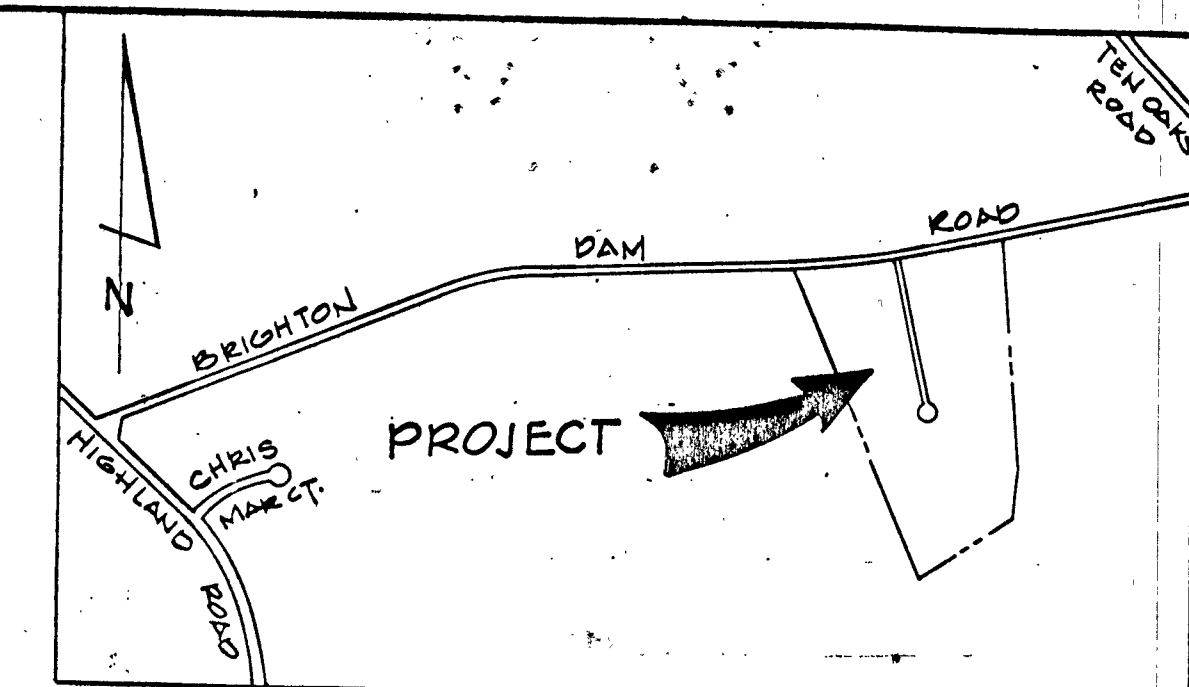 TEN OAKS
ROAD
ROAD
DAM
N
BRIGHTON
PROJECT
CHRIS
MAR CT.
HIGHLAND
ROAD